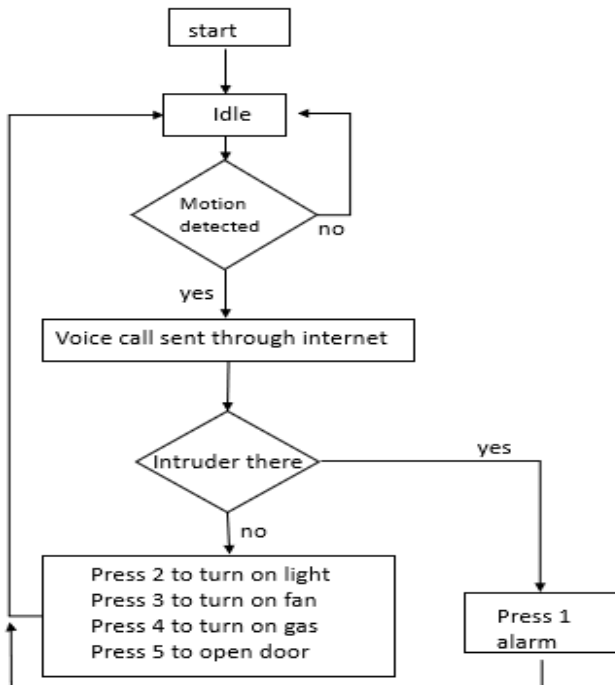 start
Idle
Motion
detected
no
yes
Voice call sent through internet
Intruder there
yes
no
Press 2 to turn on light
Press 3 to turn on fan
Press 4 to turn on gas
Press 5 to open door
Press 1
alarm